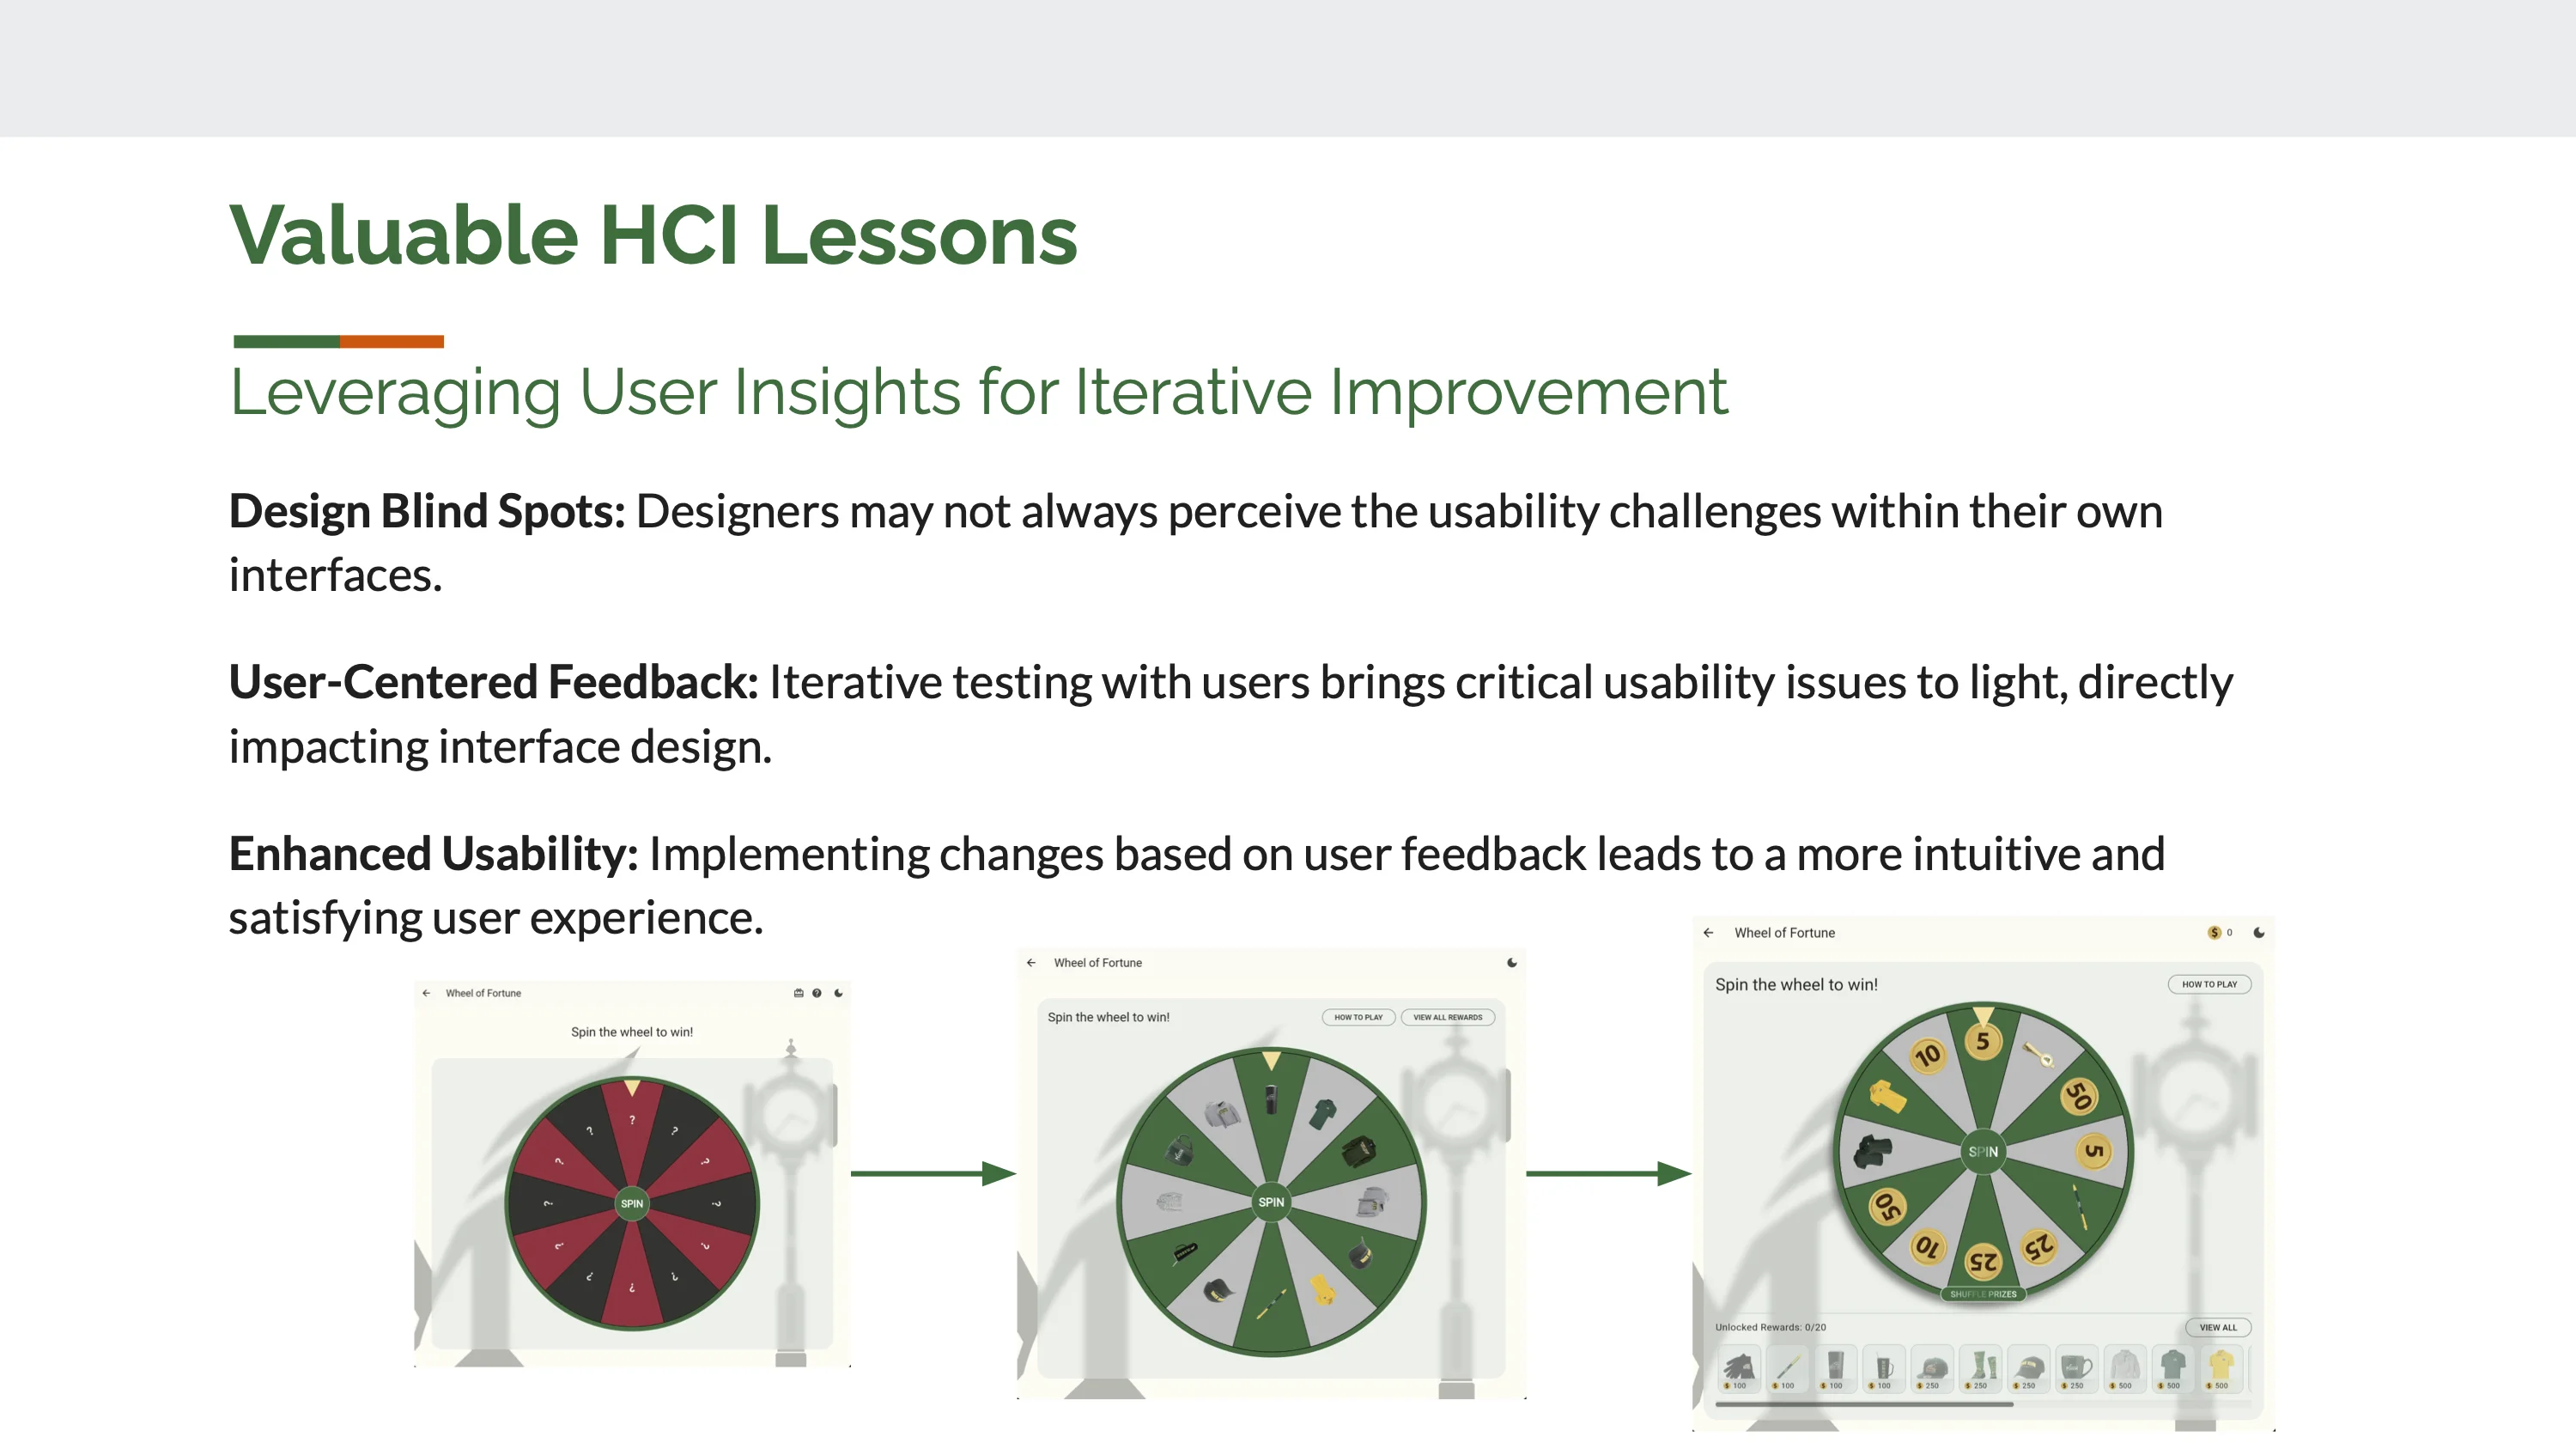 Valuable HCI Lessons
Leveraging User Insights for Iterative Improvement
Design Blind Spots: Designers may not always perceive the usability challenges within their own
interfaces.
User-Centered Feedback: Iterative testing with users brings critical usability issues to light, directly
impacting interface design.
Enhanced Usability: Implementing changes based on user feedback leads to a more intuitive and
satisfying user experience.
Wheel of Fortune
Spin the wheel to win!
?
?
?
?
?
?
?
?
?
?
?
?
SPIN
Wheel of Fortune
Spin the wheel to win!
HOW TO PLAY
VIEW ALL REWARDS
SPIN
Wheel of Fortune
$ 0
Spin the wheel to win!
HOW TO PLAY
5
50
5
25
25
10
50
10
SPIN
SHUFFLE PRIZES
Unlocked Rewards: 0/20
VIEW ALL
$ 100
$ 100
$ 100
$ 100
$ 250
$ 250
$ 250
$ 250
$ 500
$ 500
$ 500